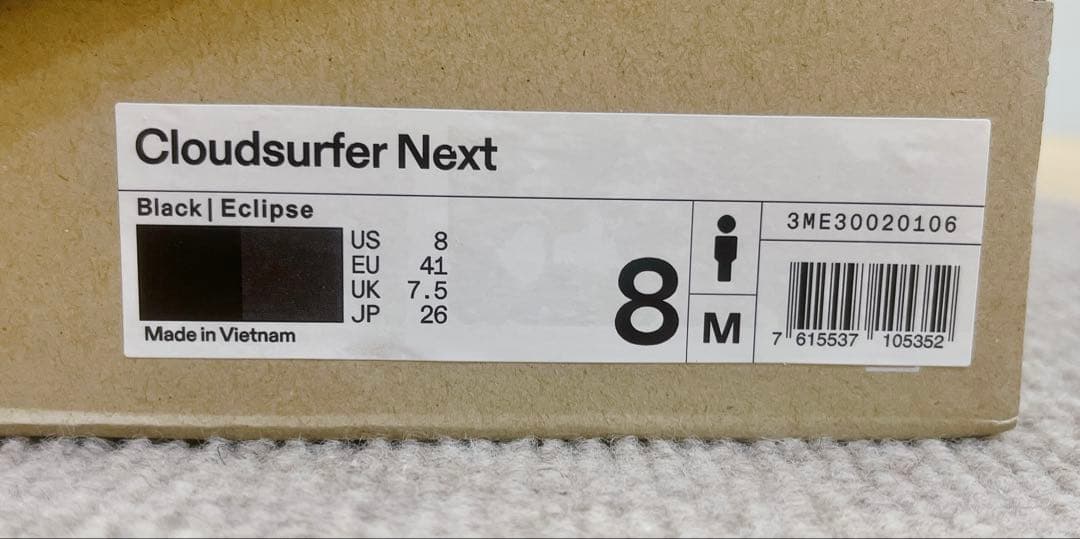 Cloudsurfer Next
Black | Eclipse
US 8
EU 41
UK 7.5
JP 26
Made in Vietnam
8
M
3ME30020106
7 615537 105352